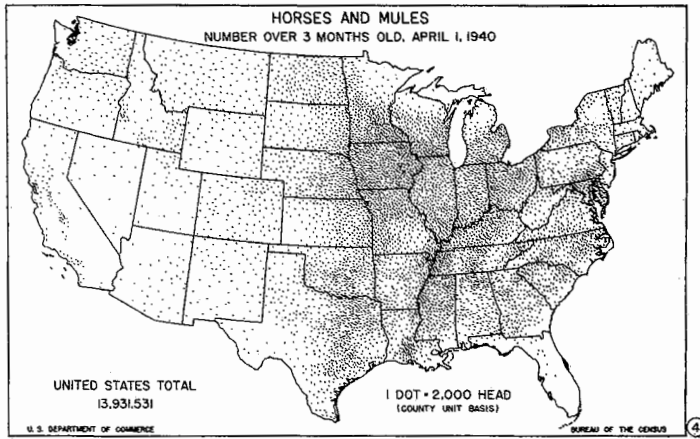 HORSES AND MULES
NUMBER OVER 3 MONTHS OLD, APRIL 1, 1940
UNITED STATES TOTAL
13,931,531
1 DOT = 2,000 HEAD
(COUNTY UNIT BASIS)
U. S. DEPARTMENT OF COMMERCE
BUREAU OF THE CENSUS